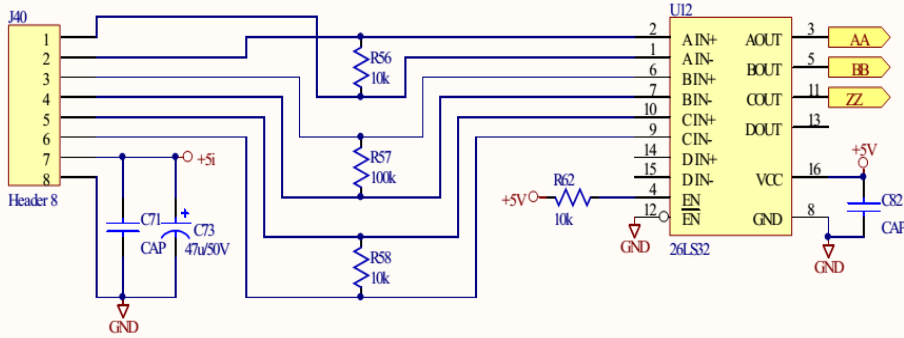 J40
1
2
3
4
5
6
7
8
Header 8
+5i
C71
CAP
C73
47u/50V
GND
R56
10k
R57
100k
R58
10k
+5V
R62
10k
GND
U12
2 AIN+ AOUT 3 AA
1 AIN-
6 BIN+ BOUT 5 BB
7 BIN-
10 CIN+ COUT 11 ZZ
9 CIN-
14 DIN+ DOUT 13
15 DIN- VCC 16
4 EN
12 EN GND 8
26LS32
+5V
C82
CAP
GND